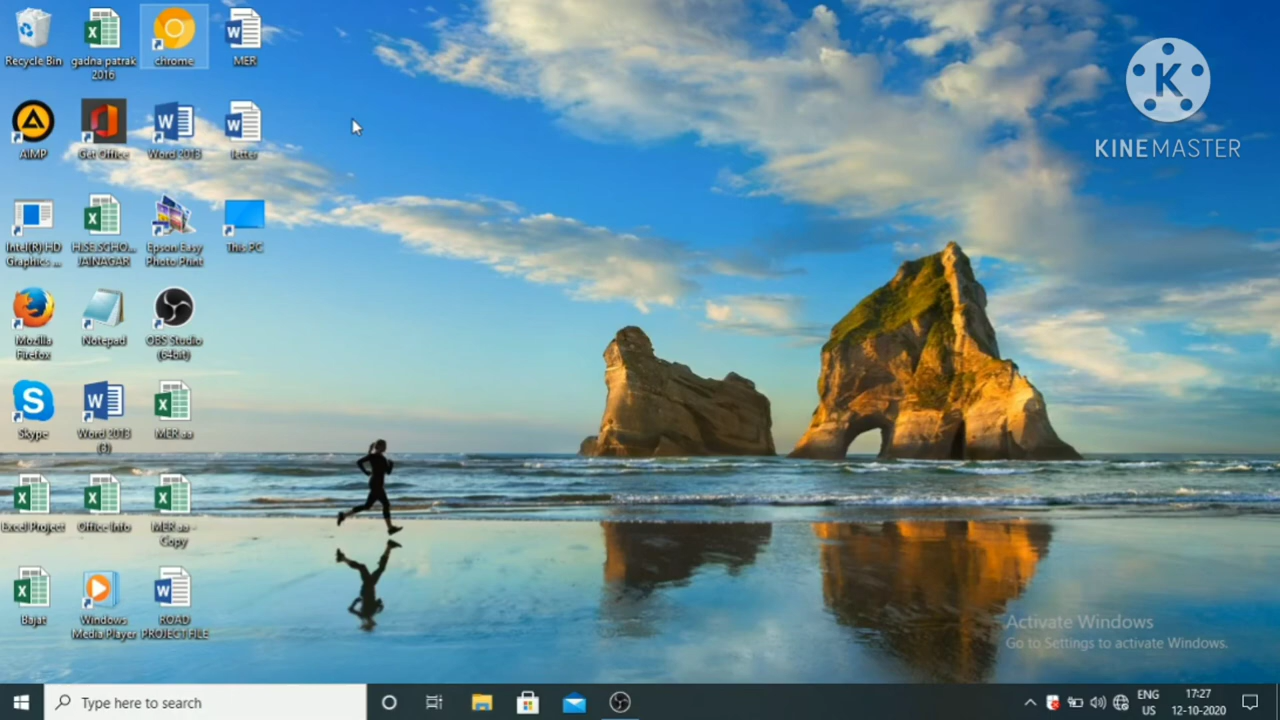 Recycle Bin
gadna patrak
2016
chrome
MER
AIMP
Get Office
Word 2013
letter
Intel(R) HD
Graphics ...
H.SE.SCHO...
JAINAGAR
Epson Easy
Photo Print
This PC
Mozilla
Firefox
Notepad
OBS Studio
(64bit)
Skype
Word 2013
(3)
MER aa
Excel Project
Office Info
MER aa -
Copy
Bajat
Windows
Media Player
ROAD
PROJECT FILE
K
KINEMASTER
Activate Windows
Go to Settings to activate Windows.
Type here to search
ENG
US
17:27
12-10-2020